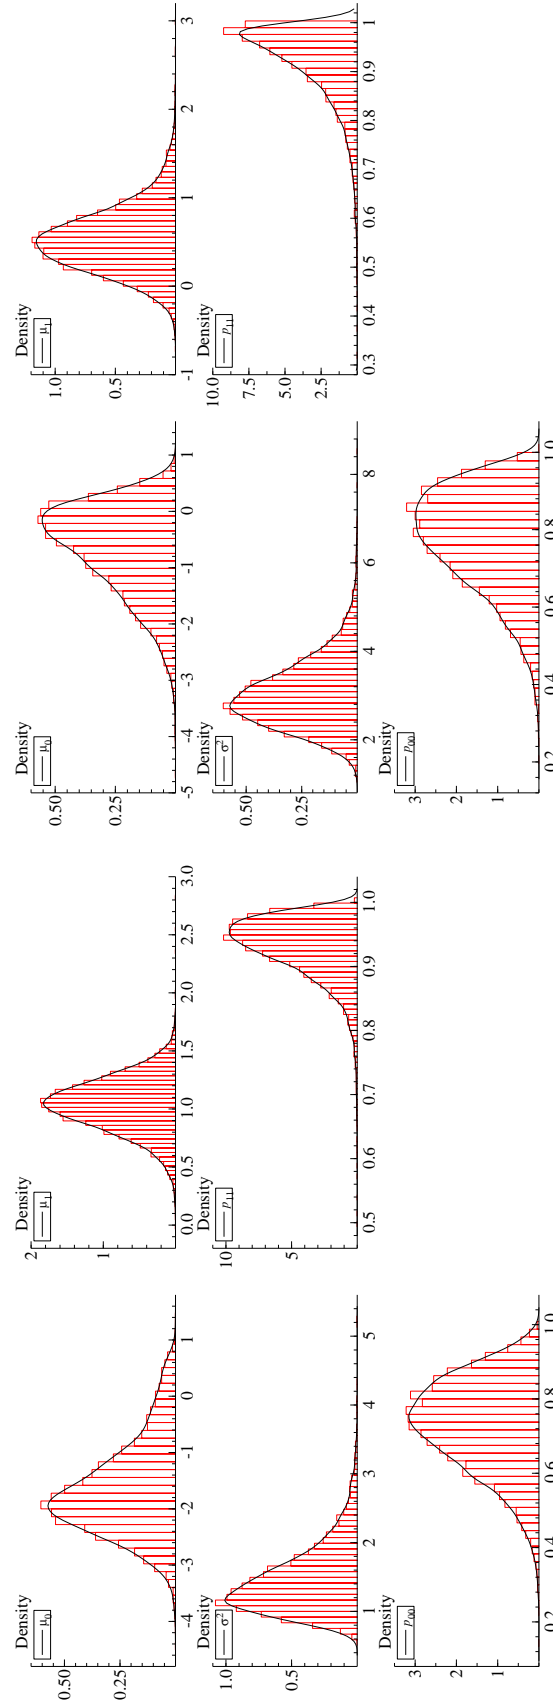 Density
μ₀
0.50
0.25
-4 -3 -2 -1 0 1
Density
μ₁
2
1
0.0 0.5 1.0 1.5 2.0 2.5 3.0
Density
σ²
1.0
0.5
1 2 3 4 5
Density
p₁₁
10
5
0.5 0.6 0.7 0.8 0.9 1.0
Density
p₀₀
3
2
1
0.2 0.4 0.6 0.8 1.0
Density
μ₀
0.50
0.25
-5 -4 -3 -2 -1 0 1
Density
μ₁
1.0
0.5
-1 0 1 2 3
Density
σ²
0.50
0.25
2 4 6 8
Density
p₁₁
10.0
7.5
5.0
2.5
0.3 0.4 0.5 0.6 0.7 0.8 0.9 1
Density
p₀₀
3
2
1
0.2 0.4 0.6 0.8 1.0